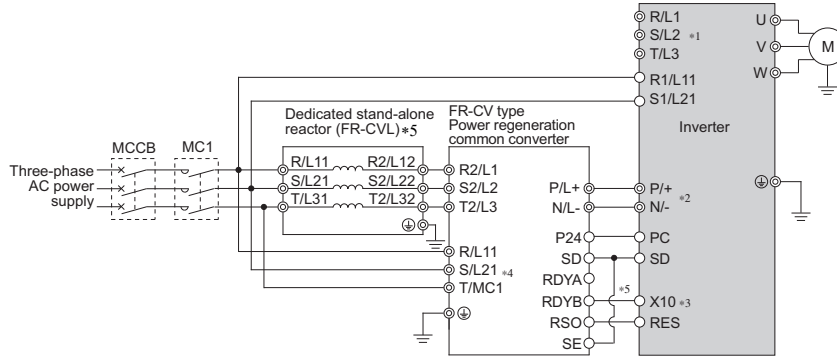 R/L1
S/L2 *1
T/L3
R1/L11
S1/L21
U
V
W
M
Inverter
Dedicated stand-alone
reactor (FR-CVL)*5
FR-CV type
Power regeneration
common converter
MCCB
MC1
Three-phase
AC power
supply
R/L11
R2/L12
S/L21
S2/L22
T/L31
T2/L32
R2/L1
S2/L2
T2/L3
R/L11
S/L21 *4
T/MC1
P/L+
N/L-
P24
SD
RDYA
RDYB
RSO
SE
*5
P/+
N/-
*2
PC
SD
X10 *3
RES